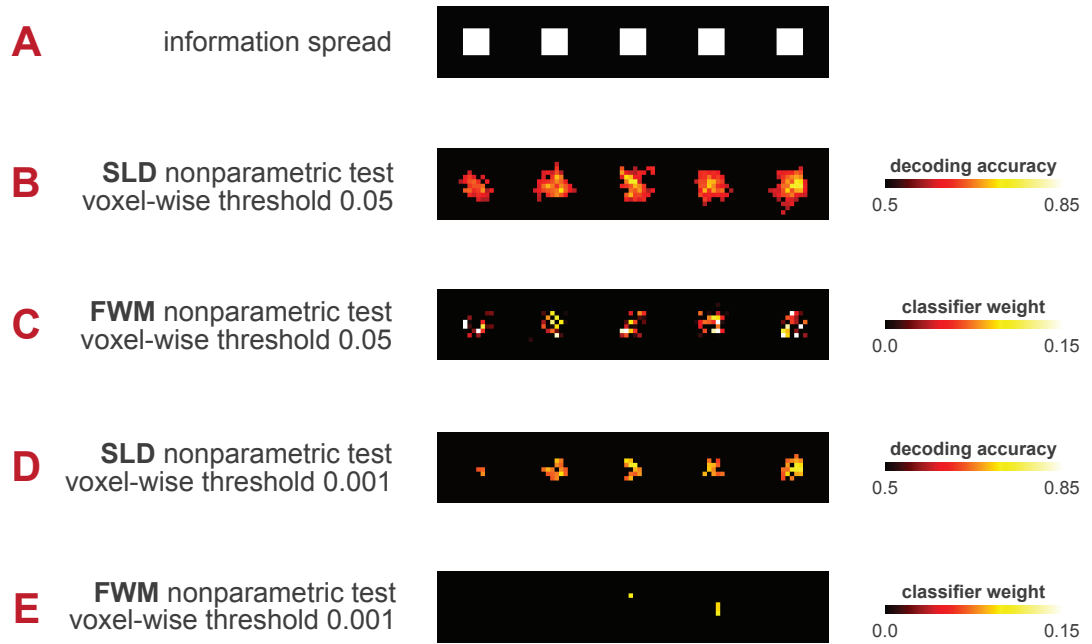 A
information spread
B
SLD nonparametric test
voxel-wise threshold 0.05
decoding accuracy
0.5 0.85
C
FWM nonparametric test
voxel-wise threshold 0.05
classifier weight
0.0 0.15
D
SLD nonparametric test
voxel-wise threshold 0.001
decoding accuracy
0.5 0.85
E
FWM nonparametric test
voxel-wise threshold 0.001
classifier weight
0.0 0.15